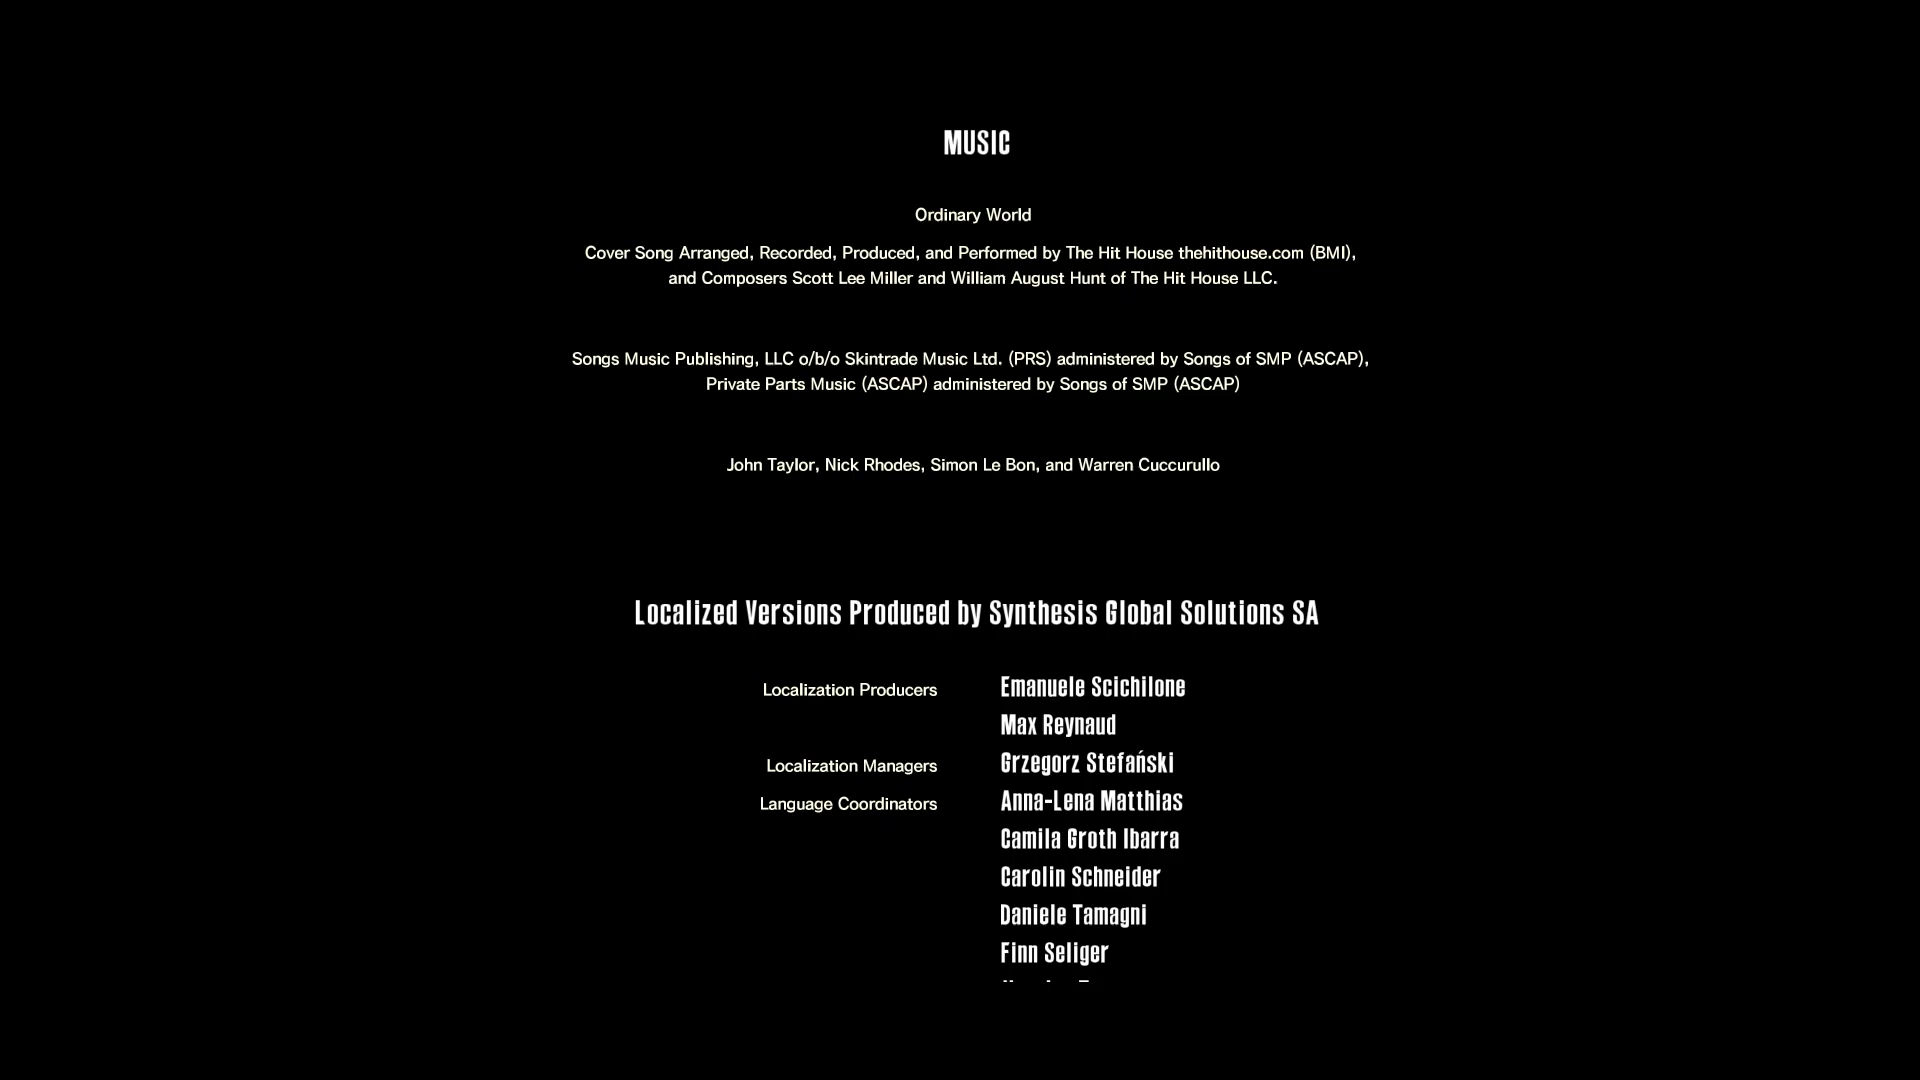 MUSIC
Ordinary World
Cover Song Arranged, Recorded, Produced, and Performed by The Hit House thehithouse.com (BMI),
and Composers Scott Lee Miller and William August Hunt of The Hit House LLC.
Songs Music Publishing, LLC o/b/o Skintrade Music Ltd. (PRS) administered by Songs of SMP (ASCAP),
Private Parts Music (ASCAP) administered by Songs of SMP (ASCAP)
John Taylor, Nick Rhodes, Simon Le Bon, and Warren Cuccurullo
Localized Versions Produced by Synthesis Global Solutions SA
Localization Producers Emanuele Scichilone
Max Reynaud
Localization Managers Grzegorz Stefański
Language Coordinators Anna-Lena Matthias
Camila Groth Ibarra
Carolin Schneider
Daniele Tamagni
Finn Seliger